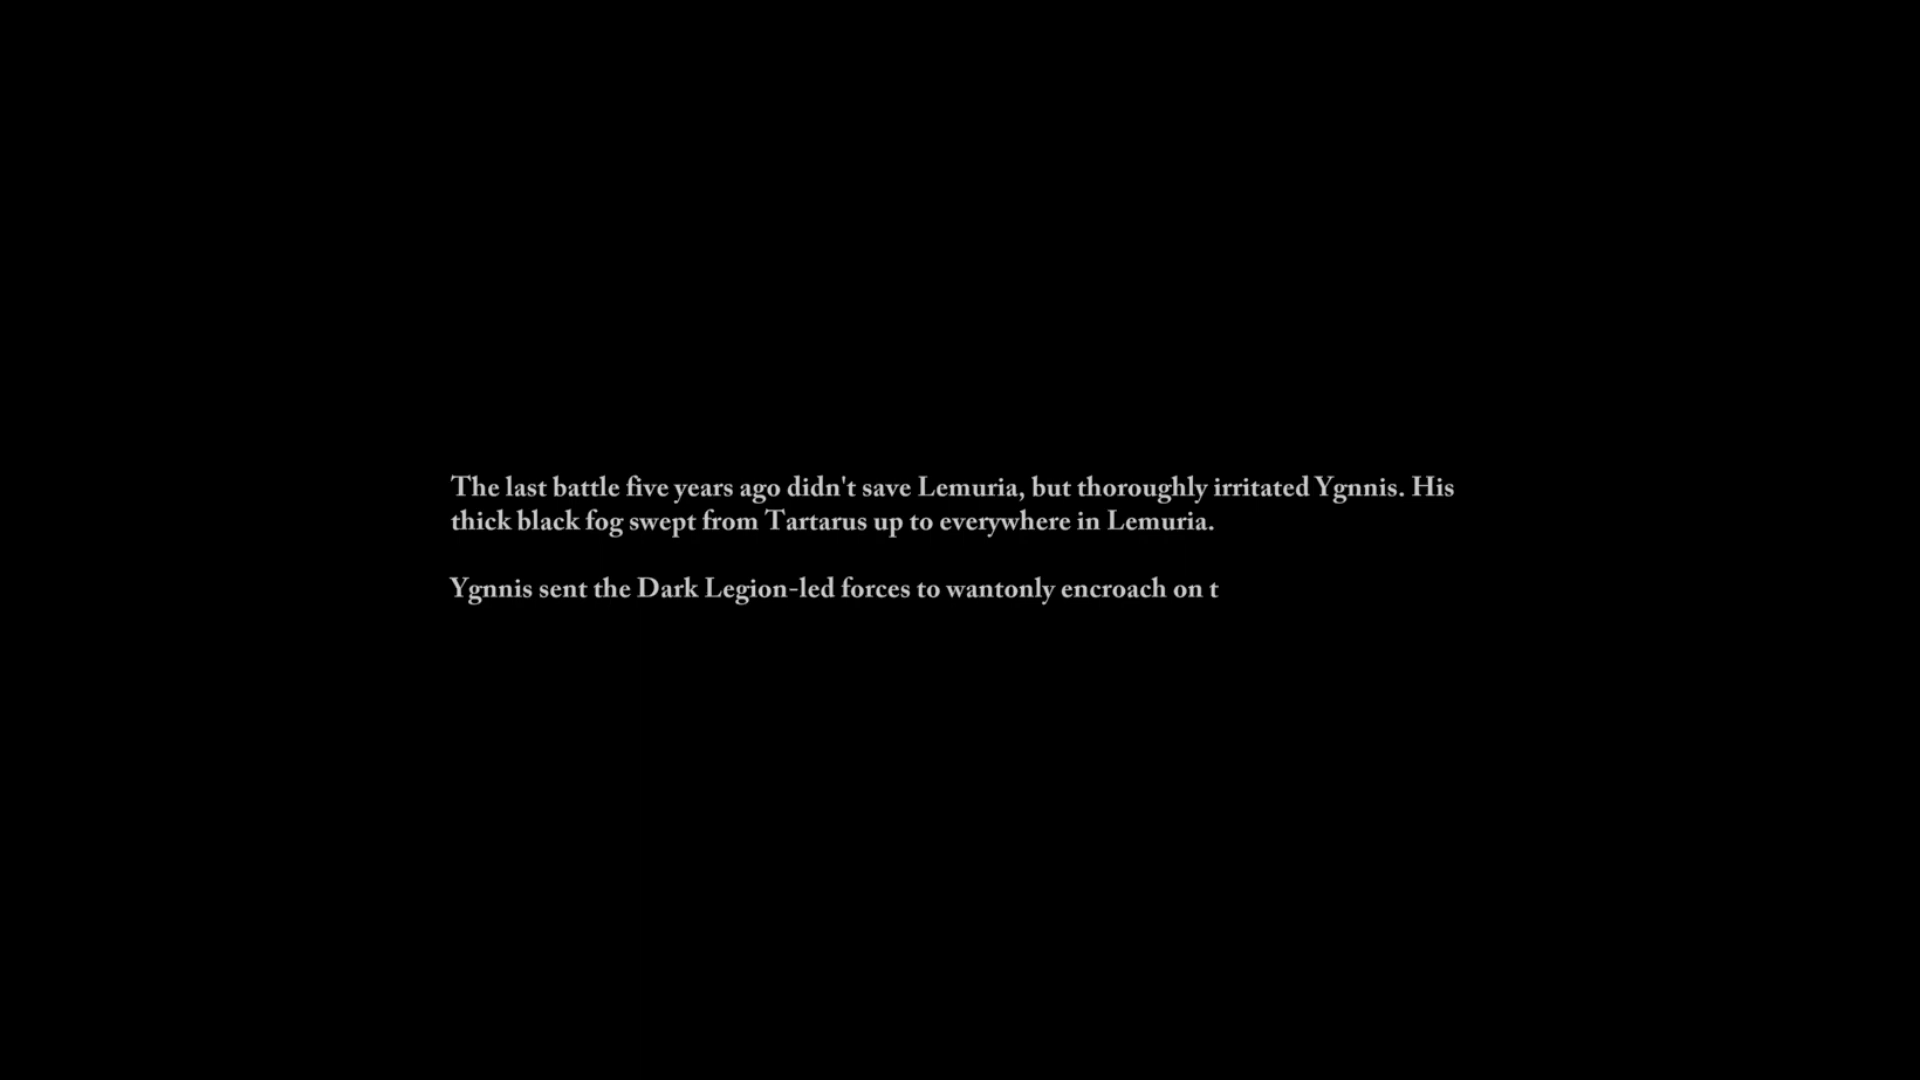 The last battle five years ago didn't save Lemuria, but thoroughly irritated Ygnnis. His
thick black fog swept from Tartarus up to everywhere in Lemuria.
Ygnnis sent the Dark Legion-led forces to wantonly encroach on t